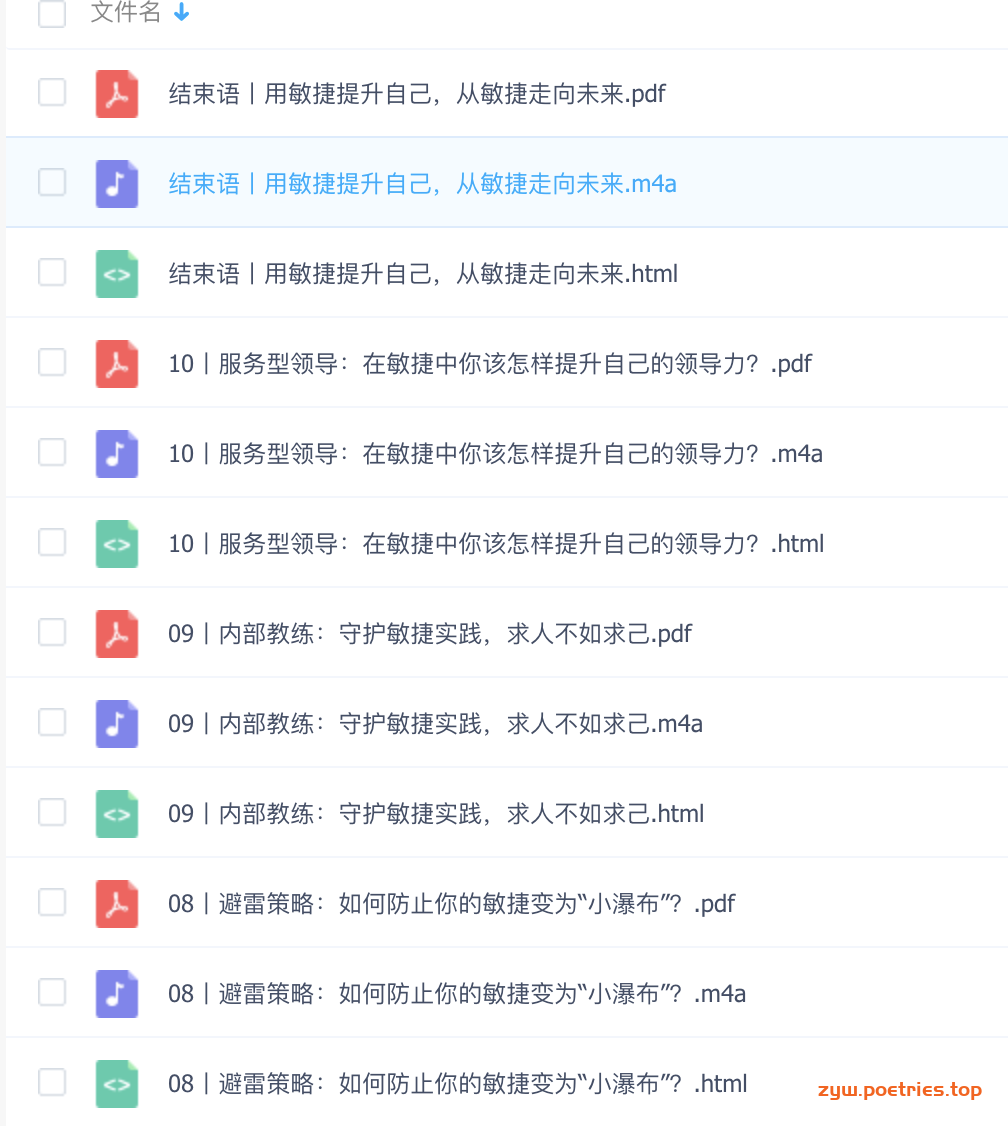 文件名
结束语丨用敏捷提升自己，从敏捷走向未来.pdf
结束语丨用敏捷提升自己，从敏捷走向未来.m4a
结束语丨用敏捷提升自己，从敏捷走向未来.html
10丨服务型领导：在敏捷中你该怎样提升自己的领导力？.pdf
10丨服务型领导：在敏捷中你该怎样提升自己的领导力？.m4a
10丨服务型领导：在敏捷中你该怎样提升自己的领导力？.html
09丨内部教练：守护敏捷实践，求人不如求己.pdf
09丨内部教练：守护敏捷实践，求人不如求己.m4a
09丨内部教练：守护敏捷实践，求人不如求己.html
08丨避雷策略：如何防止你的敏捷变为“小瀑布”？.pdf
08丨避雷策略：如何防止你的敏捷变为“小瀑布”？.m4a
08丨避雷策略：如何防止你的敏捷变为“小瀑布”？.html
zyw.poetries.top